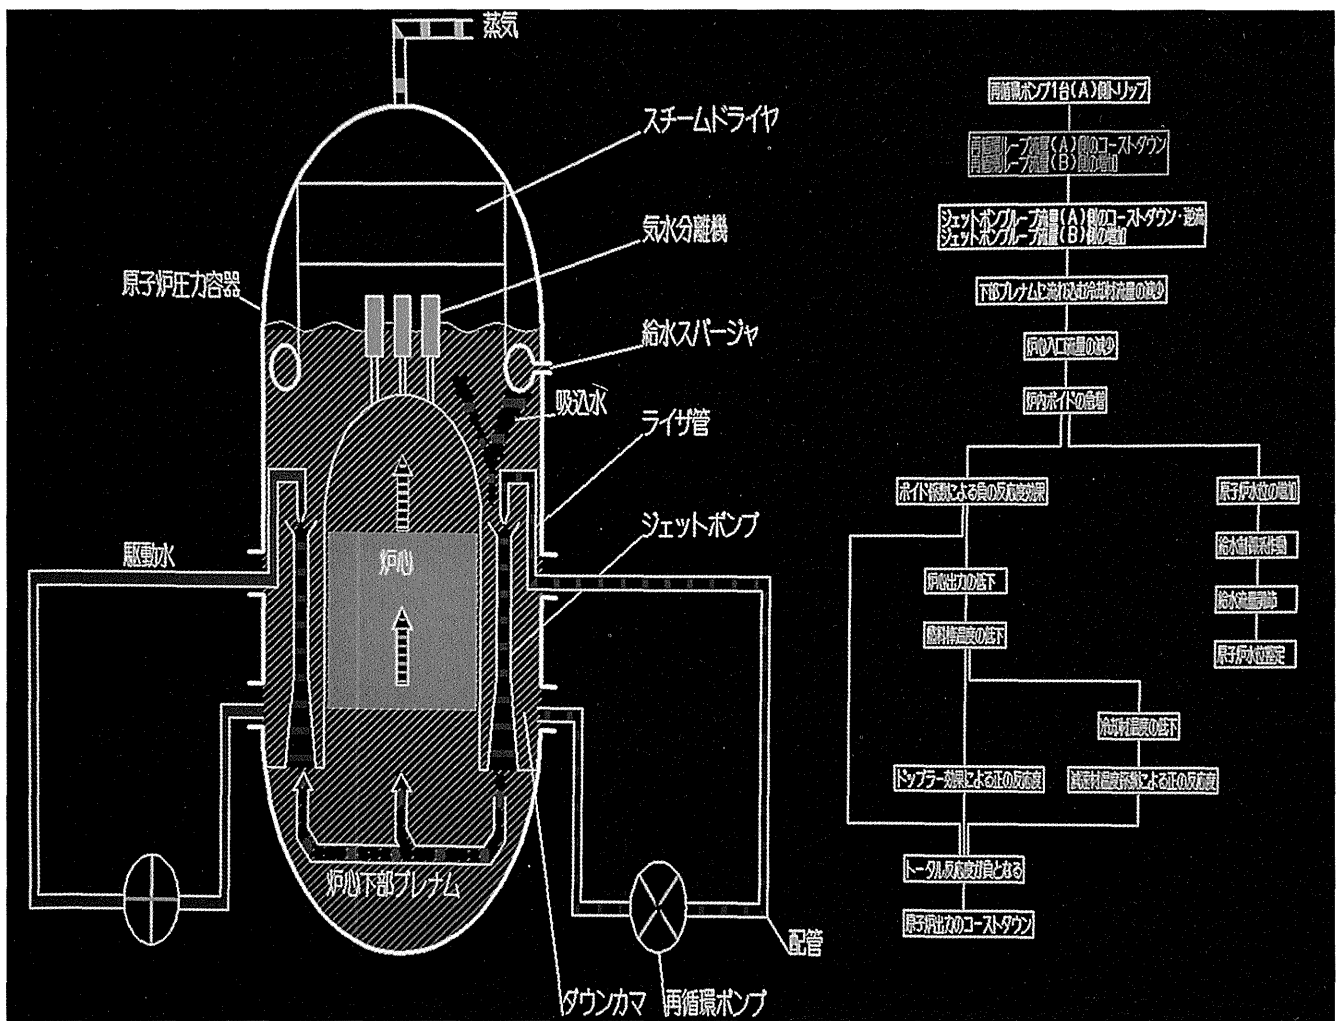 蒸気
スチームドライヤ
気水分離機
原子炉圧力容器
給水スパージャ
吸込水
ライザ管
ジェットポンプ
駆動水
炉心
炉心下部プレナム
配管
ダウンカマ
再循環ポンプ
再循環ポンプ1台(A)側トリップ
再循環ループ流量(A)側のコーストダウン
再循環ループ流量(B)側の増加
ジェットポンプループ流量(A)側のコーストダウン・逆流
ジェットポンプループ流量(B)側の増加
下部プレナムに流れ込む冷却材流量の減少
炉心入口流量の減少
炉内ボイドの急増
ボイド係数による負の反応度効果
原子炉水位の増加
給水制御系作動
炉心出力の低下
給水流量調節
燃料棒温度の低下
原子炉水位整定
冷却材温度の低下
ドップラー効果による正の反応度
減速材温度係数による正の反応度
トータル反応度が負となる
原子炉出力のコーストダウン